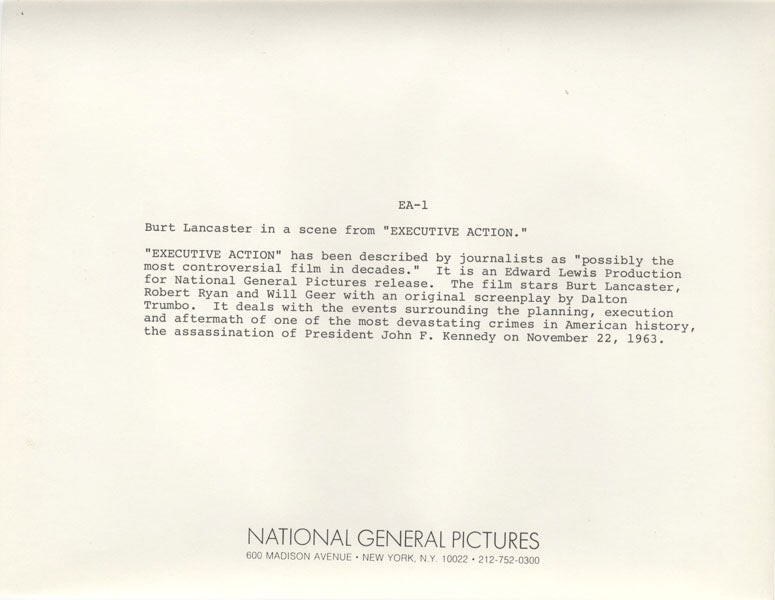 EA-1
Burt Lancaster in a scene from "EXECUTIVE ACTION."
"EXECUTIVE ACTION" has been described by journalists as "possibly the
most controversial film in decades."  It is an Edward Lewis Production
for National General Pictures release.  The film stars Burt Lancaster,
Robert Ryan and Will Geer with an original screenplay by Dalton
Trumbo.  It deals with the events surrounding the planning, execution
and aftermath of one of the most devastating crimes in American history,
the assassination of President John F. Kennedy on November 22, 1963.
NATIONAL GENERAL PICTURES
600 MADISON AVENUE • NEW YORK, N.Y. 10022 • 212-752-0300